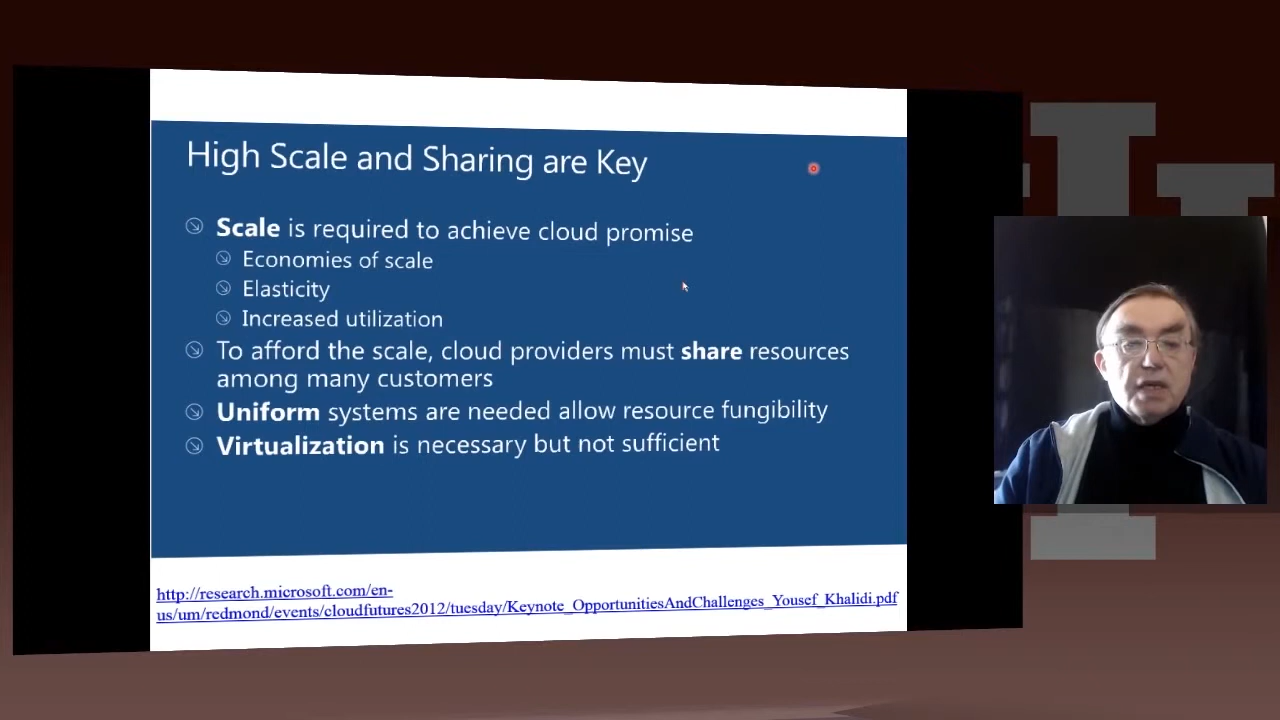 High Scale and Sharing are Key
Scale is required to achieve cloud promise
Economies of scale
Elasticity
Increased utilization
To afford the scale, cloud providers must share resources
among many customers
Uniform systems are needed allow resource fungibility
Virtualization is necessary but not sufficient
http://research.microsoft.com/en-
us/um/redmond/events/cloudfutures2012/tuesday/Keynote_OpportunitiesAndChallenges_Yousef_Khalidi.pdf